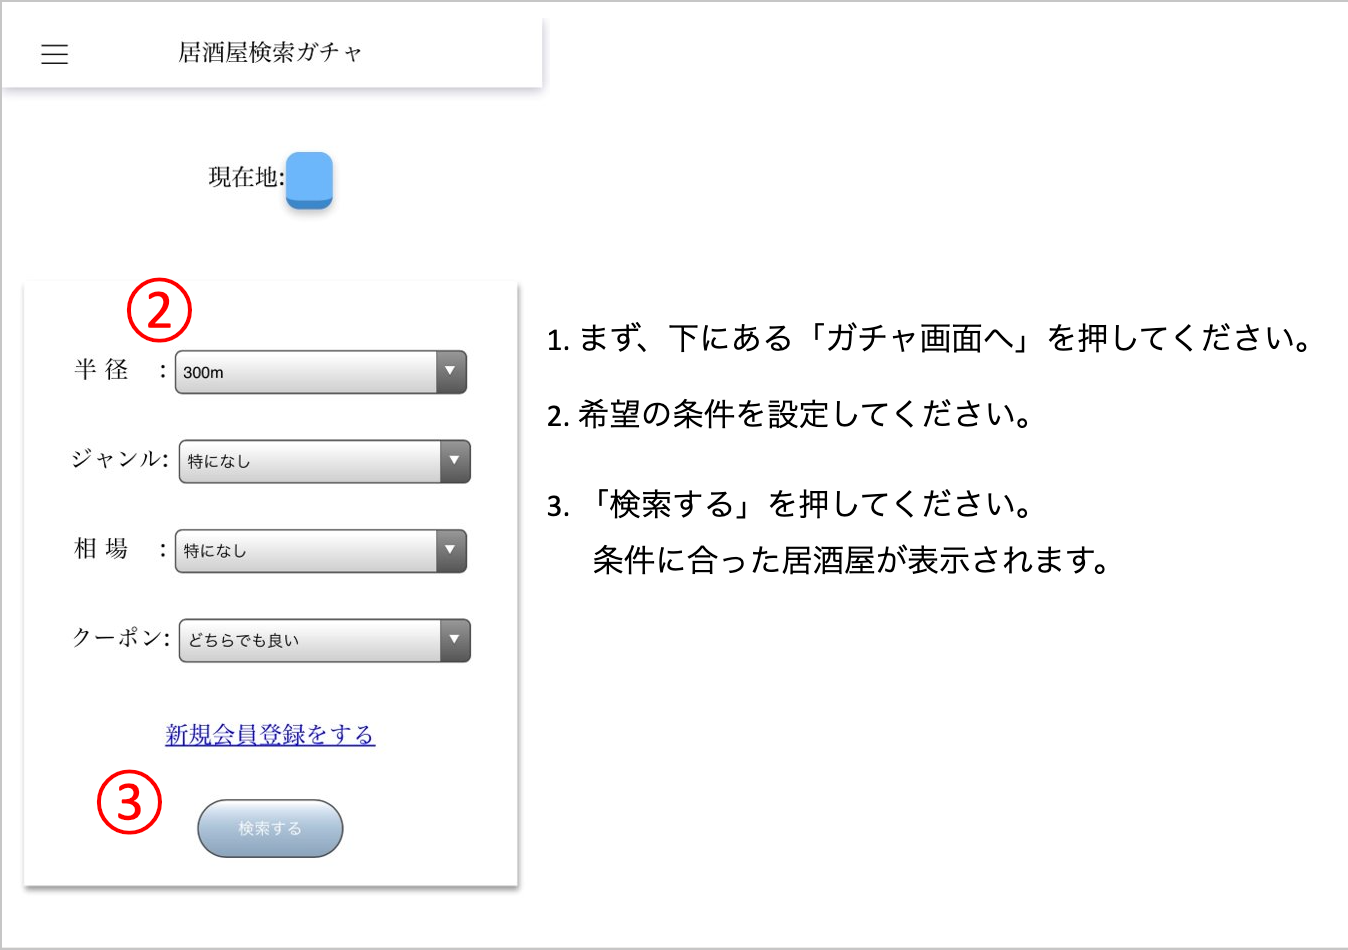 居酒屋検索ガチャ
現在地:
②
半 径 : 300m
ジャンル: 特になし
相 場 : 特になし
クーポン: どちらでも良い
新規会員登録をする
③
検索する
1. まず、下にある「ガチャ画面へ」を押してください。
2. 希望の条件を設定してください。
3. 「検索する」を押してください。
条件に合った居酒屋が表示されます。